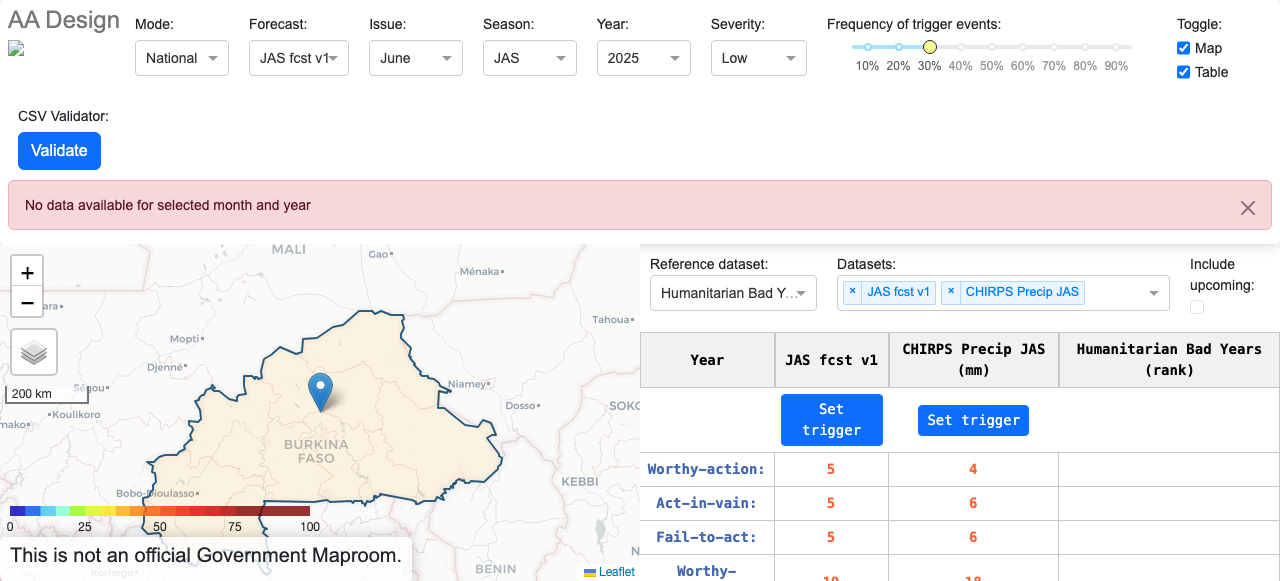 AA Design
Mode:
National
Forecast:
JAS fcst v1
Issue:
June
Season:
JAS
Year:
2025
Severity:
Low
Frequency of trigger events:
10% 20% 30% 40% 50% 60% 70% 80% 90%
Toggle:
Map
Table
CSV Validator:
Validate
No data available for selected month and year
+
−
200 km
MALI
Gao
Ménaka
Tahoua
Mopti
Djenné
Ségou
Koulikoro
Niamey
Dosso
SOKO
BURKINA
FASO
KEBBI
Bobo-Dioulasso
BENIN
Korhogo
0 25 50 75 100
This is not an official Government Maproom.
Leaflet
Reference dataset:
Humanitarian Bad Y...
Datasets:
× JAS fcst v1 × CHIRPS Precip JAS
Include
upcoming:
Year JAS fcst v1 CHIRPS Precip JAS
(mm) Humanitarian Bad Years
(rank)
Set
trigger
Set trigger
Worthy-action: 5 4
Act-in-vain: 5 6
Fail-to-act: 5 6
Worthy-